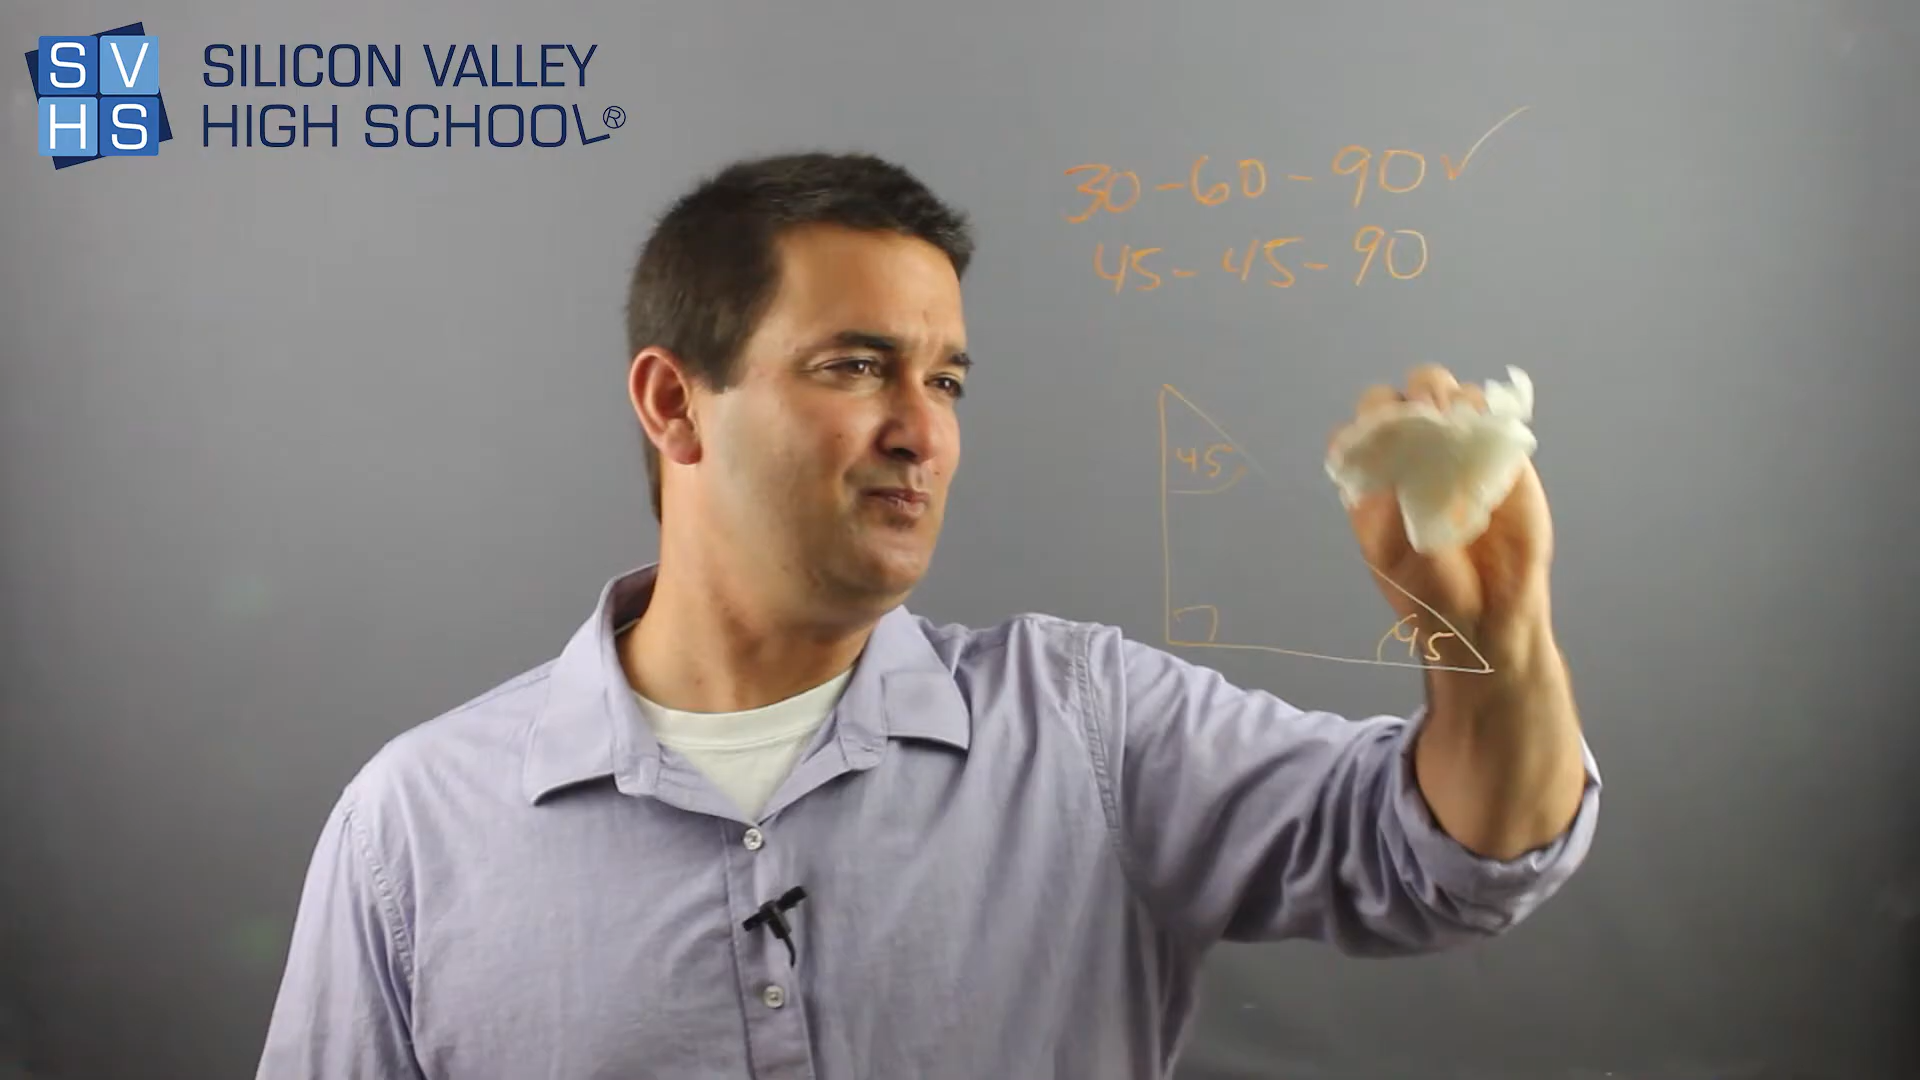 SV
HS
SILICON VALLEY
HIGH SCHOOL®
30-60-90✓
45-45-90
45
45